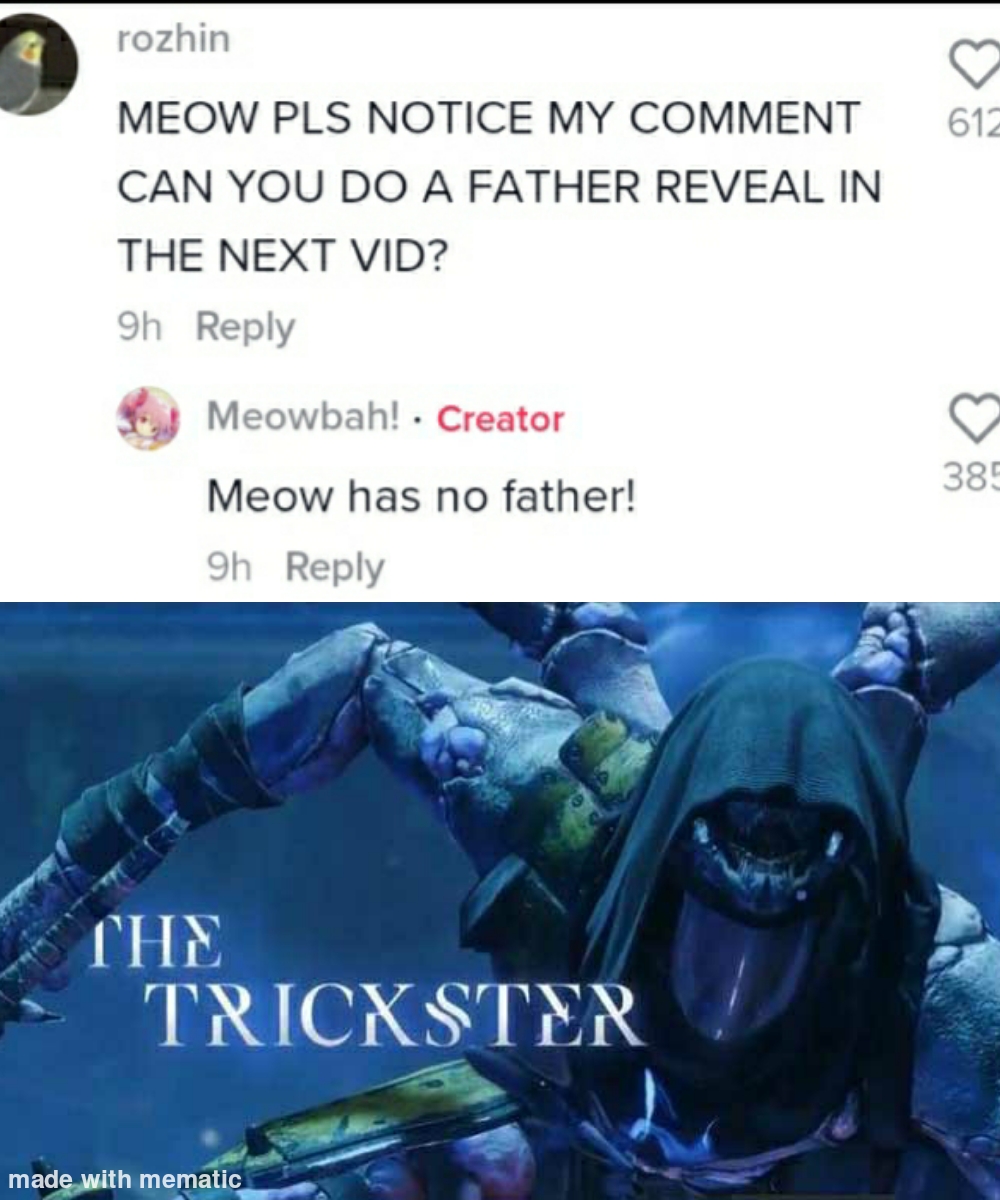 rozhin
MEOW PLS NOTICE MY COMMENT
CAN YOU DO A FATHER REVEAL IN
THE NEXT VID?
612
9h Reply
Meowbah! · Creator
Meow has no father!
385
9h Reply
THE
TRICKSTER
made with mematic